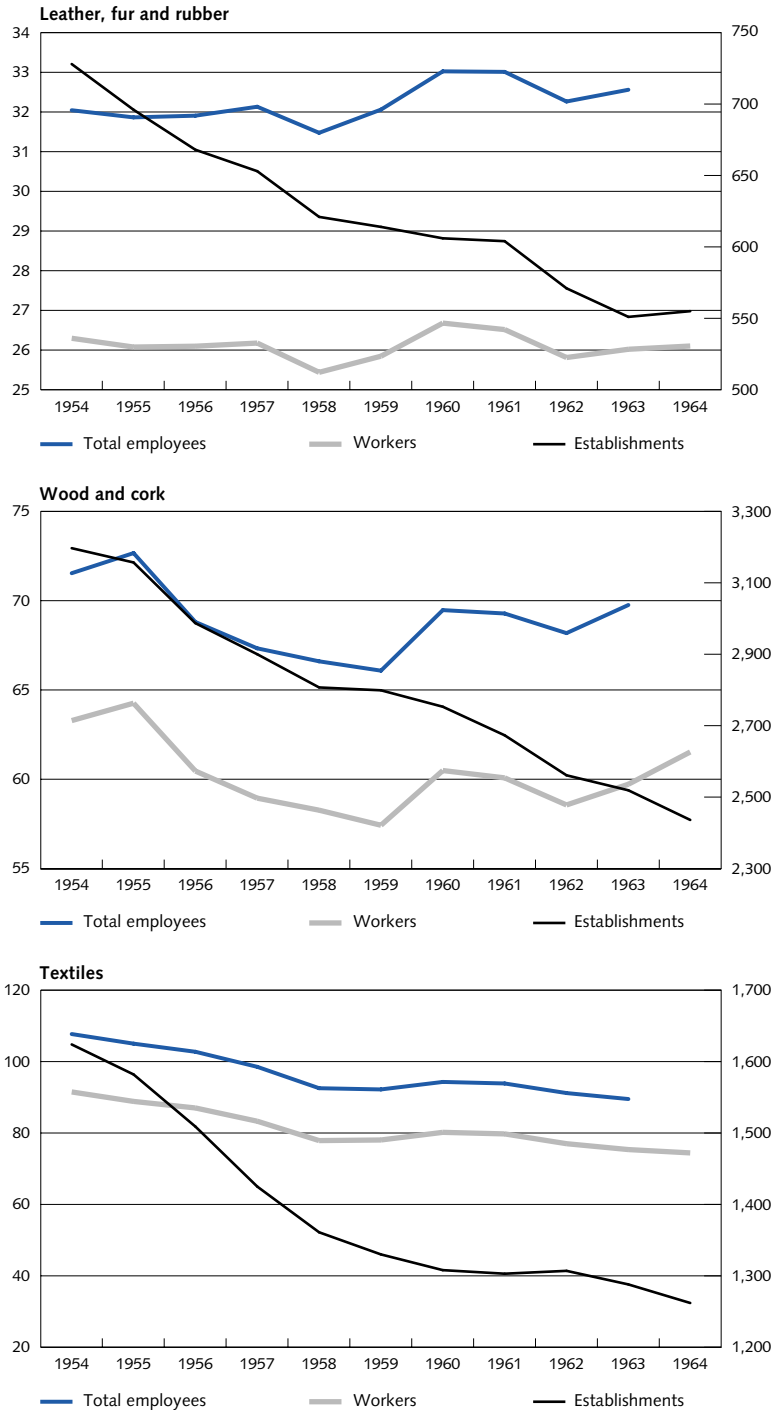 Leather, fur and rubber
34 750
33
32 700
31
650
30
29 600
28
27 550
26
25 500
1954 1955 1956 1957 1958 1959 1960 1961 1962 1963 1964
Total employees Workers Establishments
Wood and cork
75 3,300
3,100
70
2,900
65
2,700
60
2,500
55 2,300
1954 1955 1956 1957 1958 1959 1960 1961 1962 1963 1964
Total employees Workers Establishments
Textiles
120 1,700
100 1,600
80 1,500
60 1,400
40 1,300
20 1,200
1954 1955 1956 1957 1958 1959 1960 1961 1962 1963 1964
Total employees Workers Establishments